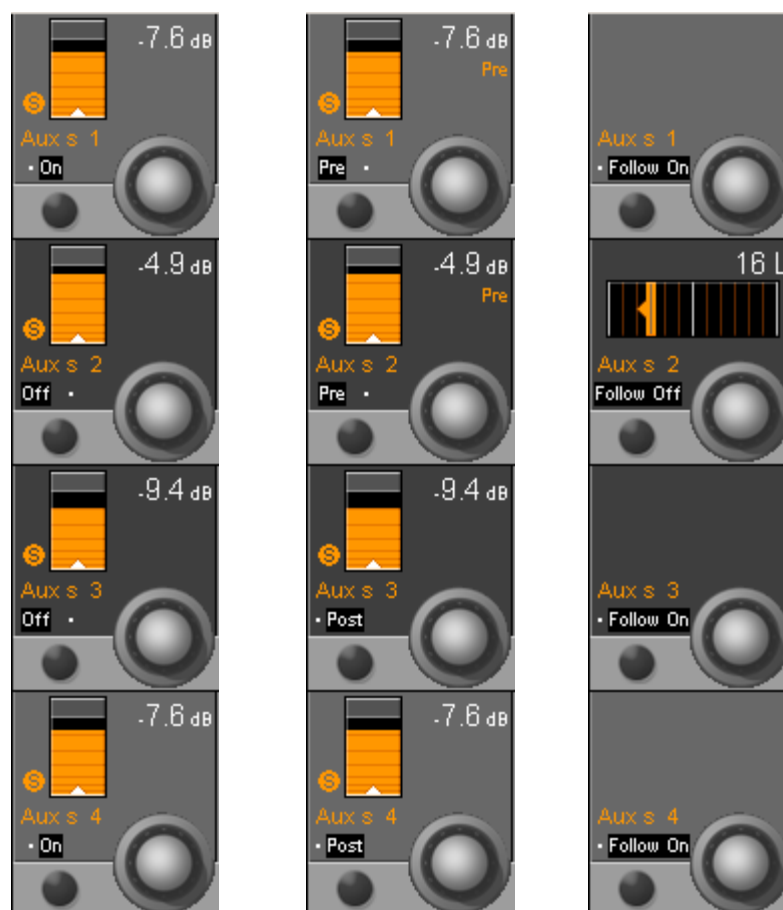 -7.6 dB
S
Aux s 1
On
-4.9 dB
S
Aux s 2
Off
-9.4 dB
S
Aux s 3
Off
-7.6 dB
S
Aux s 4
On
-7.6 dB
Pre
S
Aux s 1
Pre
-4.9 dB
Pre
S
Aux s 2
Pre
-9.4 dB
S
Aux s 3
Post
-7.6 dB
S
Aux s 4
Post
Aux s 1
Follow On
16 L
Aux s 2
Follow Off
Aux s 3
Follow On
Aux s 4
Follow On